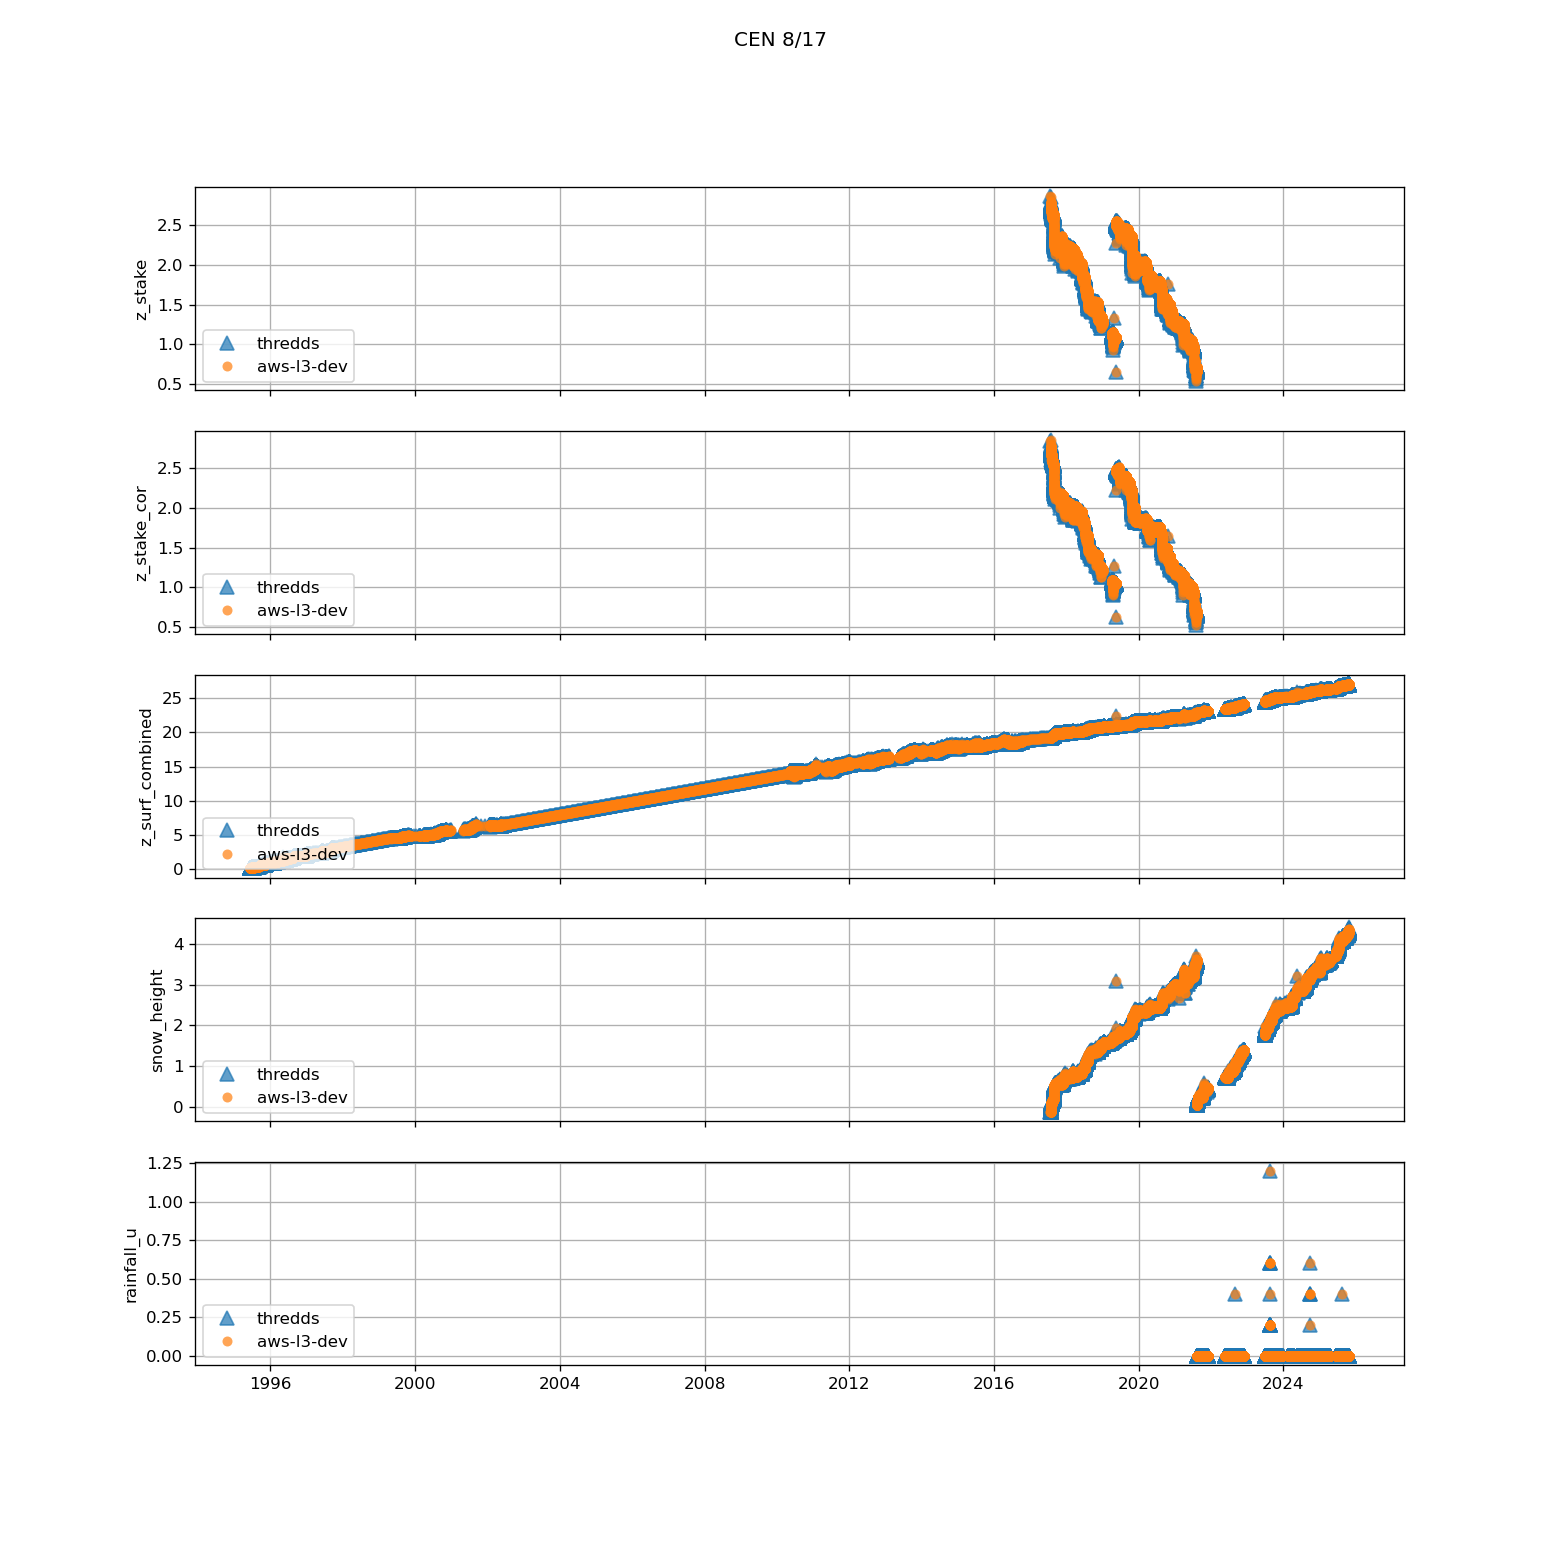 CEN 8/17
z_stake
2.5
2.0
1.5
1.0
0.5
thredds
aws-l3-dev
z_stake_cor
2.5
2.0
1.5
1.0
0.5
thredds
aws-l3-dev
z_surf_combined
25
20
15
10
5
0
thredds
aws-l3-dev
snow_height
4
3
2
1
0
thredds
aws-l3-dev
rainfall_u
1.25
1.00
0.75
0.50
0.25
0.00
thredds
aws-l3-dev
1996 2000 2004 2008 2012 2016 2020 2024